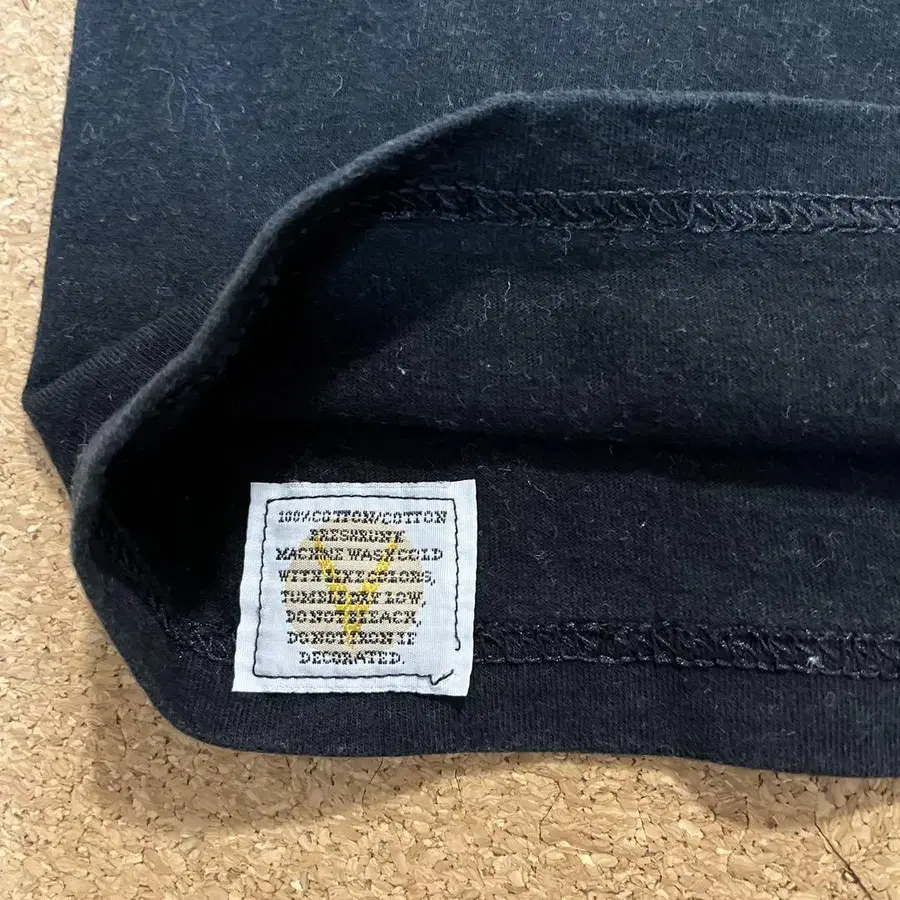 100%COTTON/COTTON
PRESHRUNK
MACHINE WASH COLD
WITH LIKE COLORS,
TUMBLE DRY LOW,
DO NOT BLEACH,
DO NOT IRON IF
DECORATED.